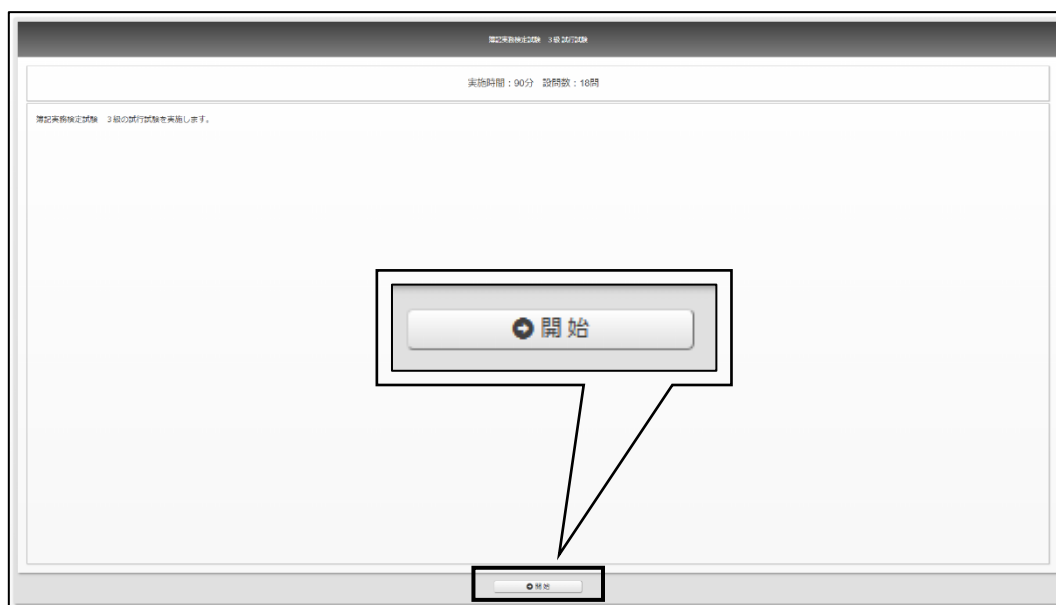 簿記実務検定試験 3級 試行試験
実施時間：90分 設問数：18問
簿記実務検定試験 3級の試行試験を実施します。
開始
開始